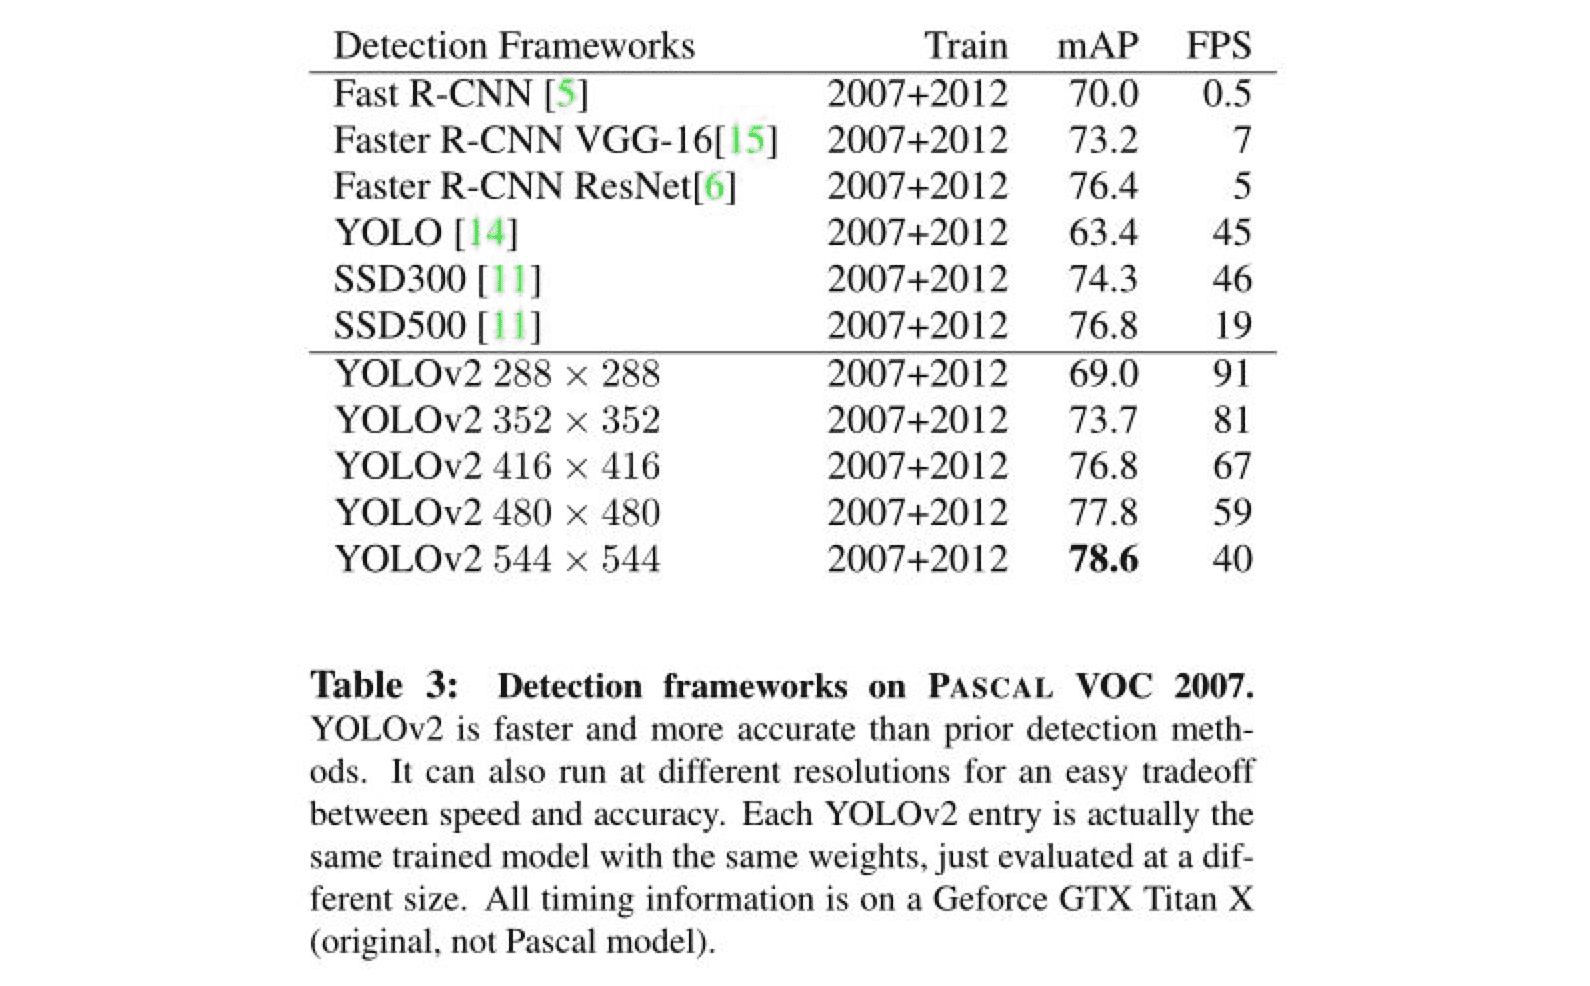 Detection Frameworks Train mAP FPS
Fast R-CNN [5] 2007+2012 70.0 0.5
Faster R-CNN VGG-16[15] 2007+2012 73.2 7
Faster R-CNN ResNet[6] 2007+2012 76.4 5
YOLO [14] 2007+2012 63.4 45
SSD300 [11] 2007+2012 74.3 46
SSD500 [11] 2007+2012 76.8 19
YOLOv2 288 × 288 2007+2012 69.0 91
YOLOv2 352 × 352 2007+2012 73.7 81
YOLOv2 416 × 416 2007+2012 76.8 67
YOLOv2 480 × 480 2007+2012 77.8 59
YOLOv2 544 × 544 2007+2012 78.6 40
Table 3: Detection frameworks on PASCAL VOC 2007.
YOLOv2 is faster and more accurate than prior detection meth-
ods. It can also run at different resolutions for an easy tradeoff
between speed and accuracy. Each YOLOv2 entry is actually the
same trained model with the same weights, just evaluated at a dif-
ferent size. All timing information is on a Geforce GTX Titan X
(original, not Pascal model).